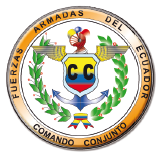 FUERZAS ARMADAS DEL ECUADOR
CC
COMANDO CONJUNTO